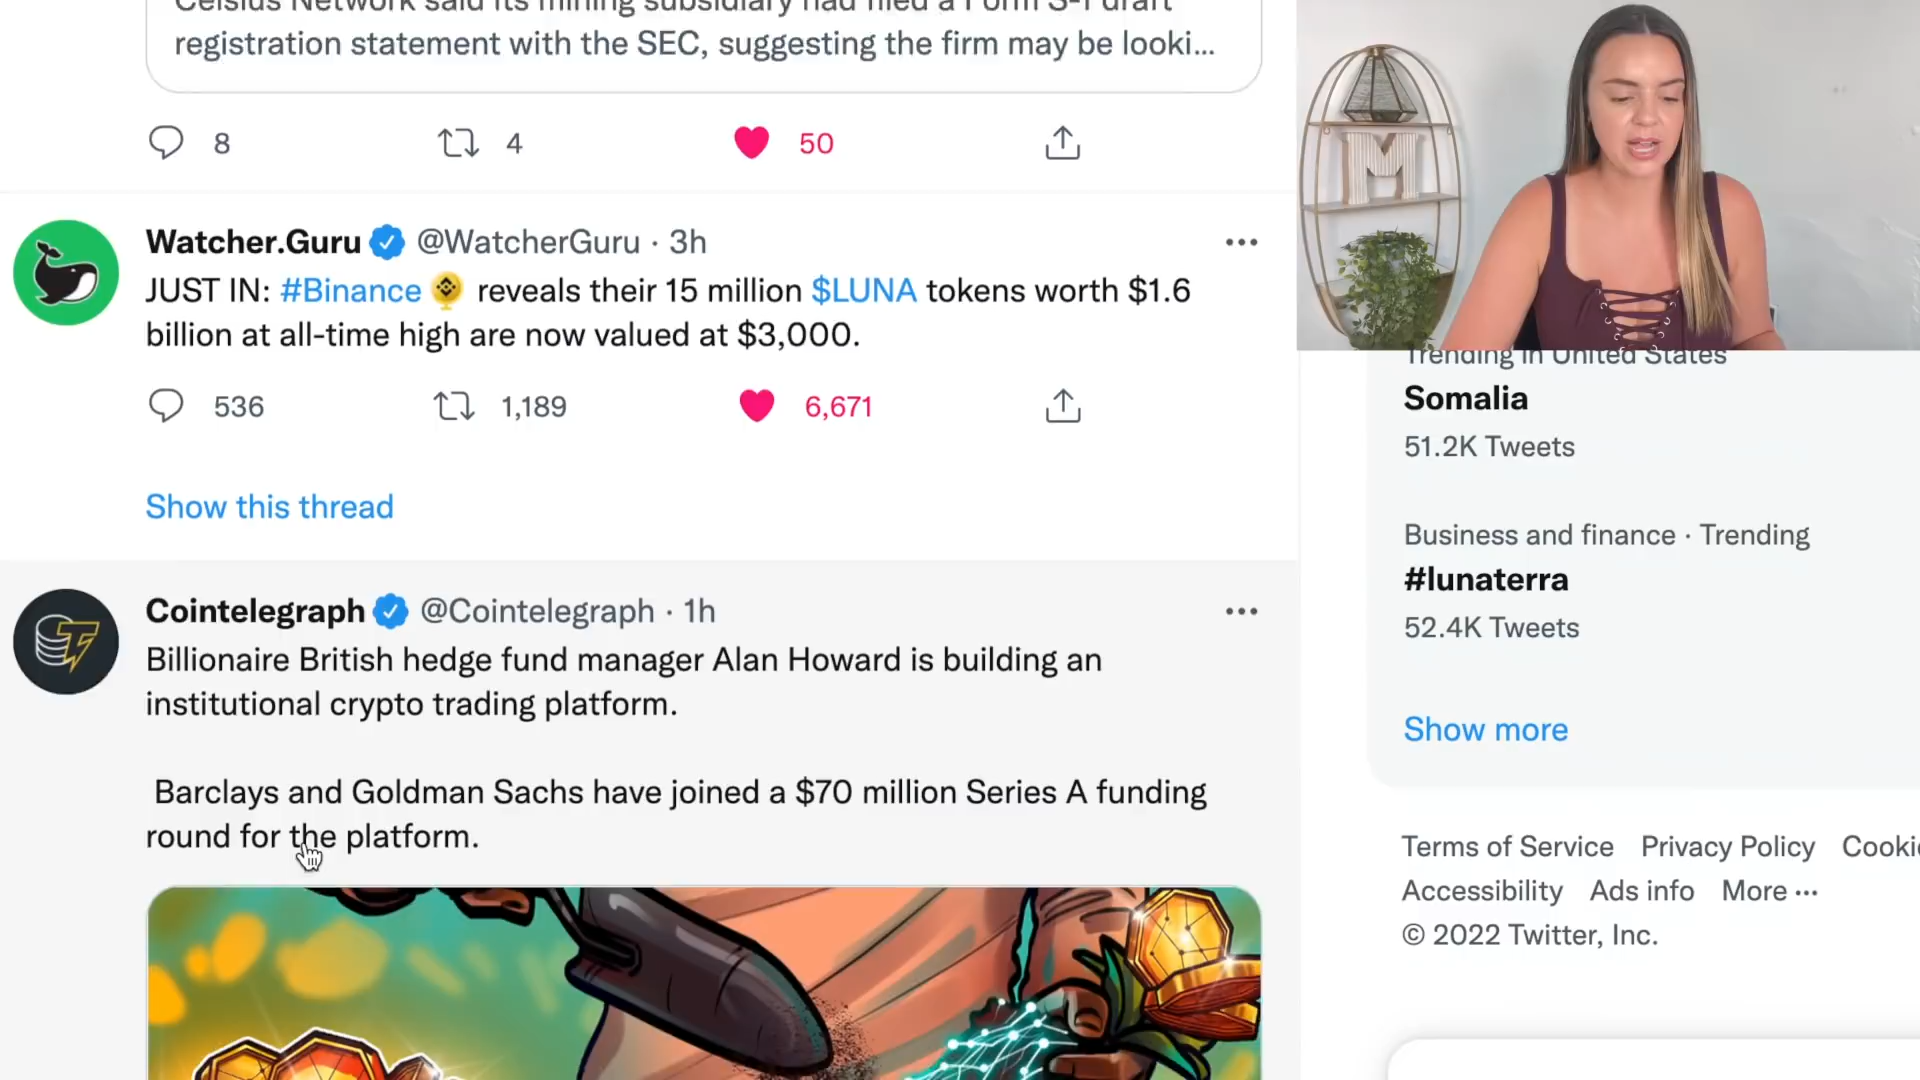 Celsius Network said its mining subsidiary had filed a Form S-1 draft
registration statement with the SEC, suggesting the firm may be looki...
8 4 50
Watcher.Guru @WatcherGuru · 3h
JUST IN: #Binance reveals their 15 million $LUNA tokens worth $1.6
billion at all-time high are now valued at $3,000.
536 1,189 6,671
Show this thread
Cointelegraph @Cointelegraph · 1h
Billionaire British hedge fund manager Alan Howard is building an
institutional crypto trading platform.
Barclays and Goldman Sachs have joined a $70 million Series A funding
round for the platform.
M
Trending in United States
Somalia
51.2K Tweets
Business and finance · Trending
#lunaterra
52.4K Tweets
Show more
Terms of Service Privacy Policy Cookie
Accessibility Ads info More ...
© 2022 Twitter, Inc.